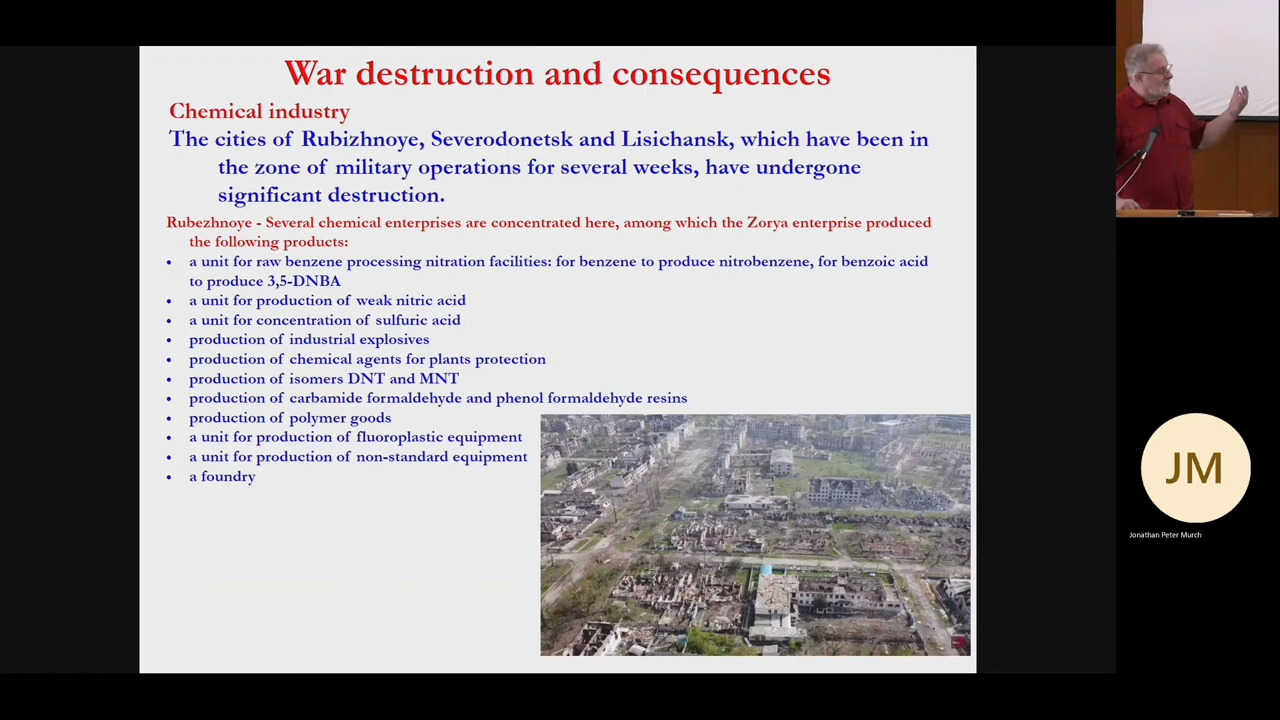 War destruction and consequences
Chemical industry
The cities of Rubizhnoye, Severodonetsk and Lisichansk, which have been in
the zone of military operations for several weeks, have undergone
significant destruction.
Rubezhnoye - Several chemical enterprises are concentrated here, among which the Zorya enterprise produced
the following products:
• a unit for raw benzene processing nitration facilities: for benzene to produce nitrobenzene, for benzoic acid
to produce 3,5-DNBA
• a unit for production of weak nitric acid
• a unit for concentration of sulfuric acid
• production of industrial explosives
• production of chemical agents for plants protection
• production of isomers DNT and MNT
• production of carbamide formaldehyde and phenol formaldehyde resins
• production of polymer goods
• a unit for production of fluoroplastic equipment
• a unit for production of non-standard equipment
• a foundry
JM
Jonathan Peter Murch